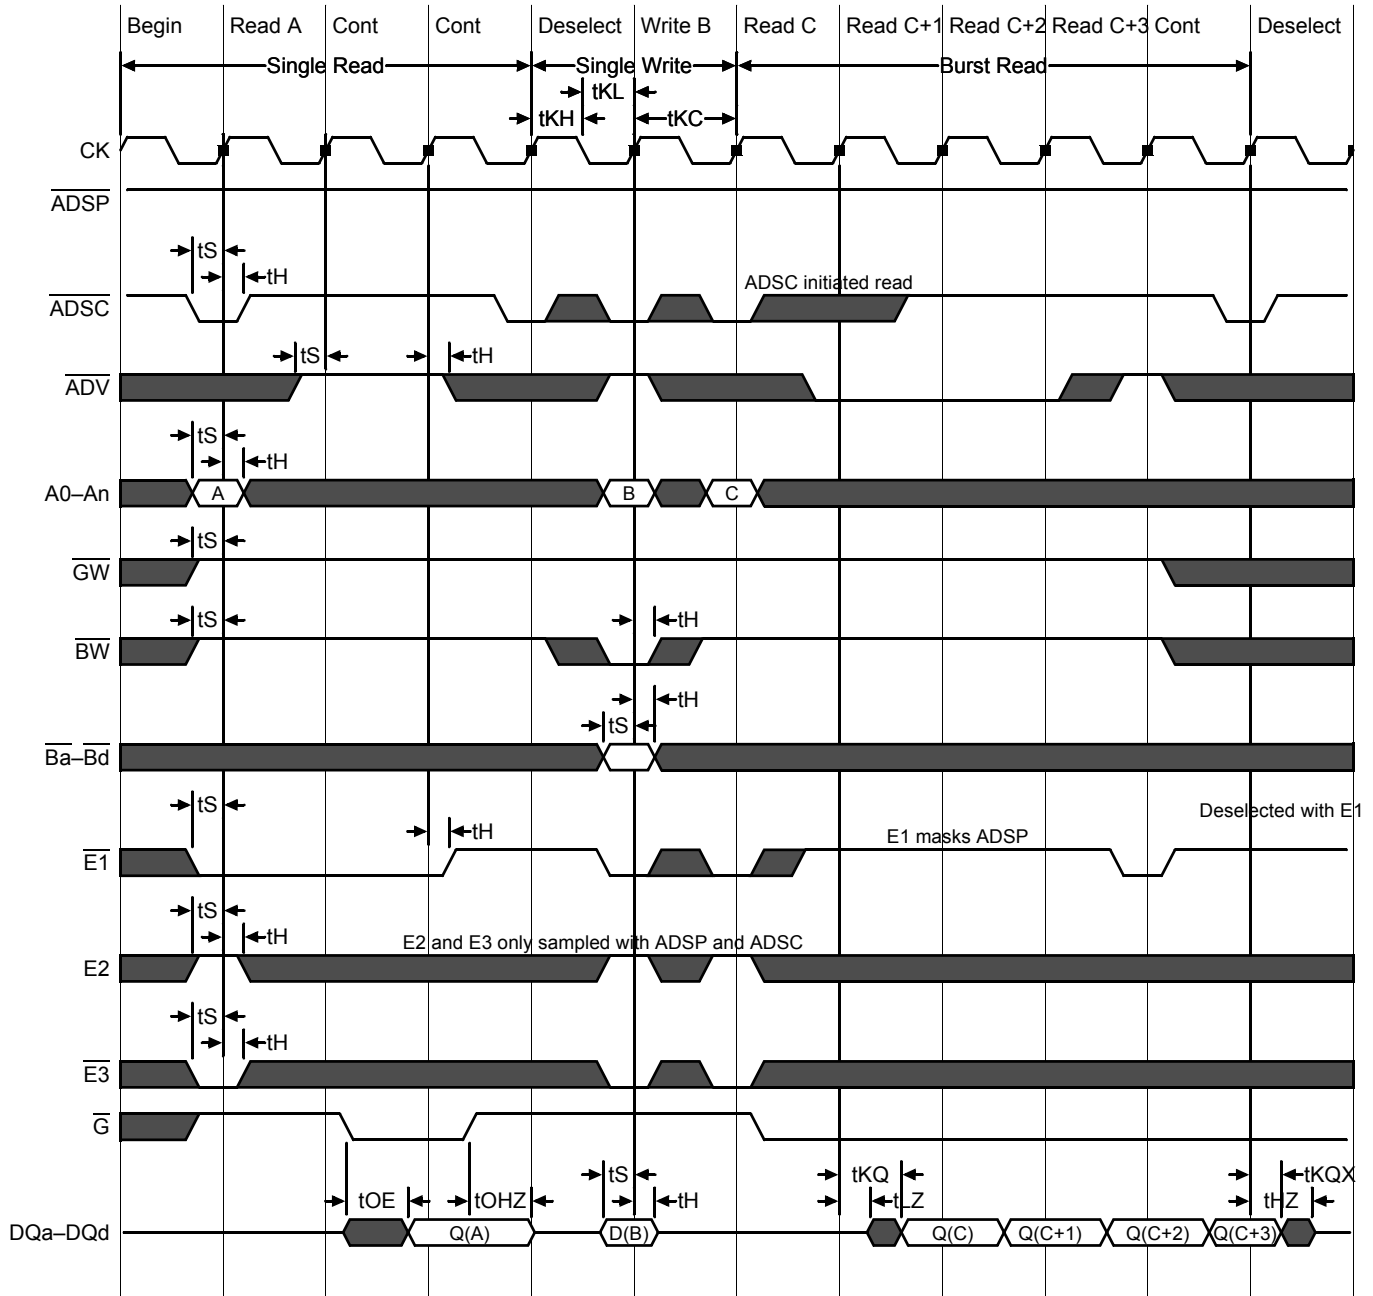 Begin Read A Cont Cont Deselect Write B Read C Read C+1 Read C+2 Read C+3 Cont Deselect
Single Read Single Write Burst Read
tKL
tKH tKC
CK
ADSP
tS
tH
ADSC initiated read
ADSC
tS tH
ADV
tS
tH
A0–An A B C
tS
GW
tS tH
BW
tH
tS
Ba–Bd
tS
Deselected with E1
tH
E1 masks ADSP
E1
tS
tH
E2 and E3 only sampled with ADSP and ADSC
E2
tS
tH
E3
G
tS tKQ tKQX
tOE tOHZ tH tLZ tHZ
DQa–DQd Q(A) D(B) Q(C) Q(C+1) Q(C+2) Q(C+3)